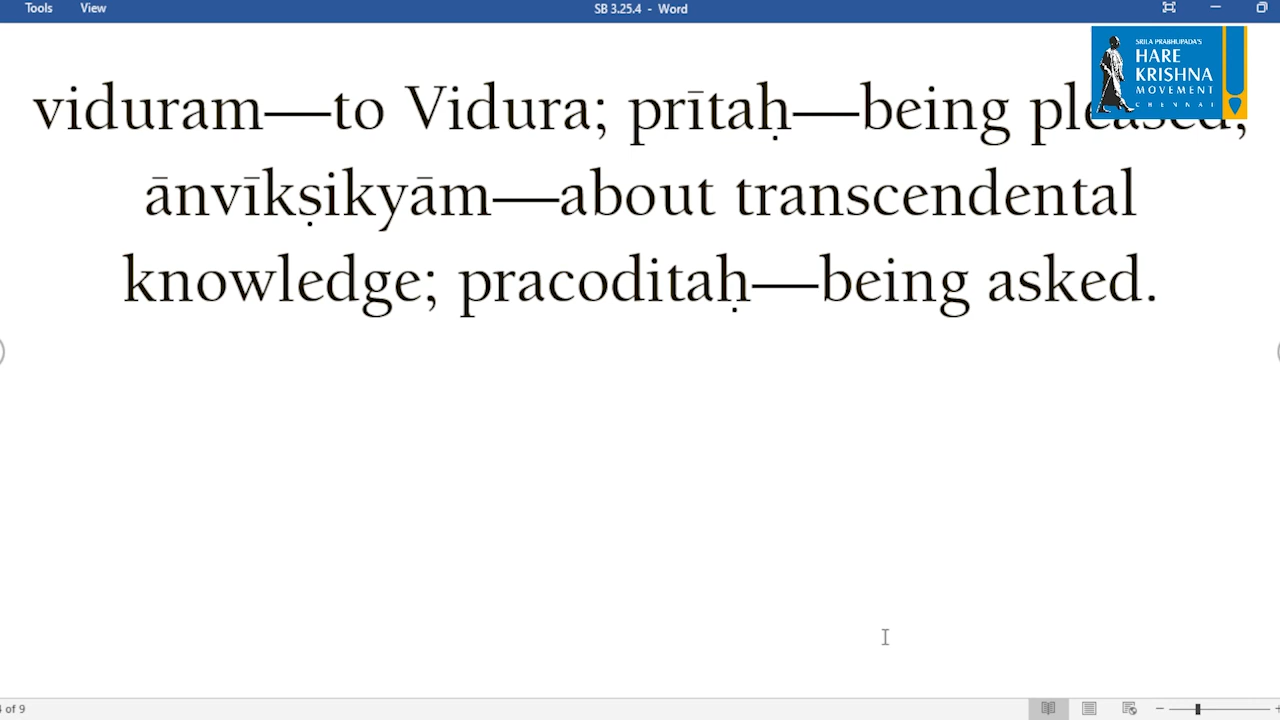 Tools View SB 3.25.4 - Word
SRILA PRABHUPADA'S
HARE
KRISHNA
MOVEMENT
CHENNAI
viduram—to Vidura; prītaḥ—being pleased;
ānvīkṣikyām—about transcendental
knowledge; pracoditaḥ—being asked.
of 9